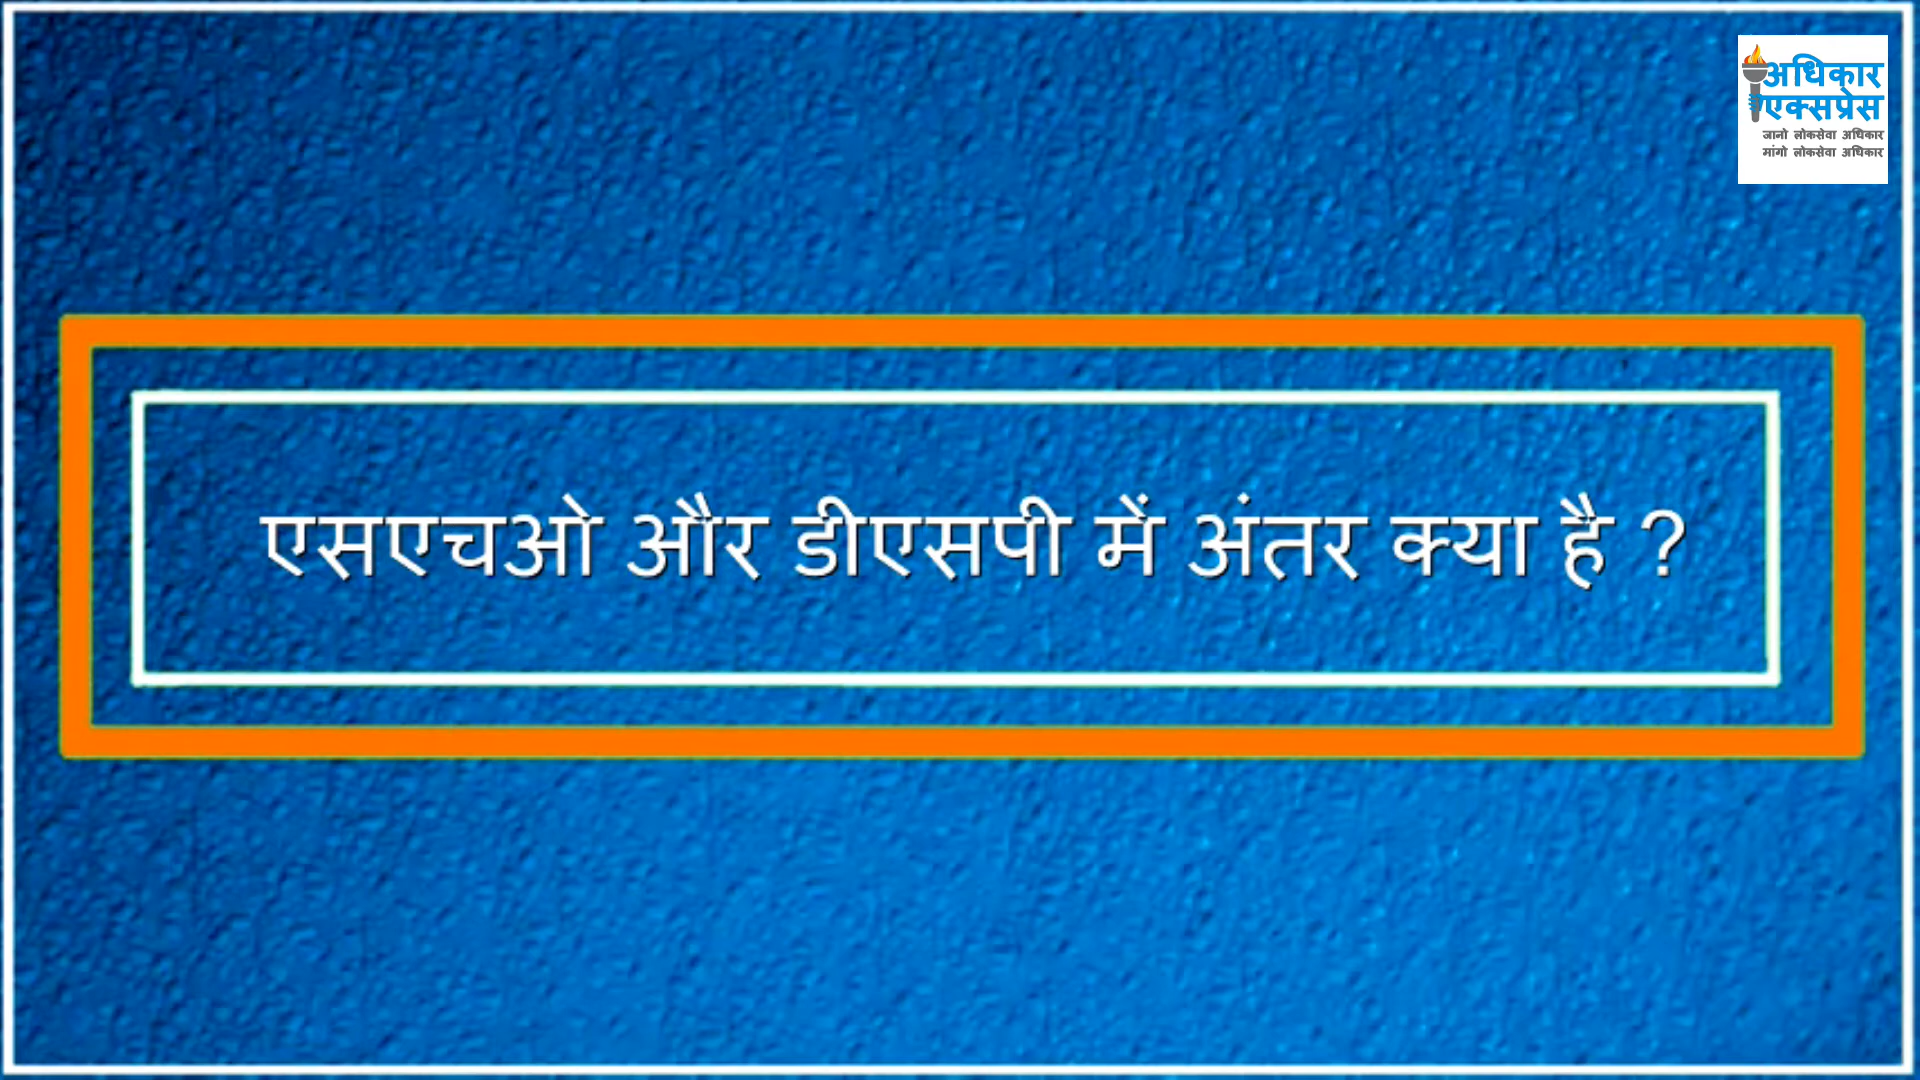 अधिकार
एक्सप्रेस
जानो लोकसेवा अधिकार
मांगो लोकसेवा अधिकार
एसएचओ और डीएसपी में अंतर क्या है ?